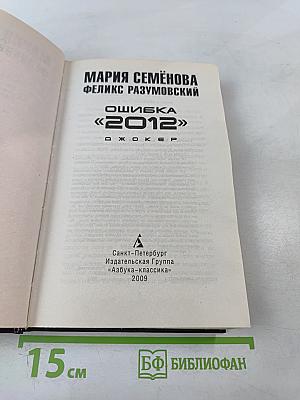 МАРИЯ СЕМЁНОВА
ФЕЛИКС РАЗУМОВСКИЙ
ОШИБКА
«2012»
ДЖОКЕР
Санкт-Петербург
Издательская Группа
«Азбука-классика»
2009
15 см
БФ БИБЛИОФАН